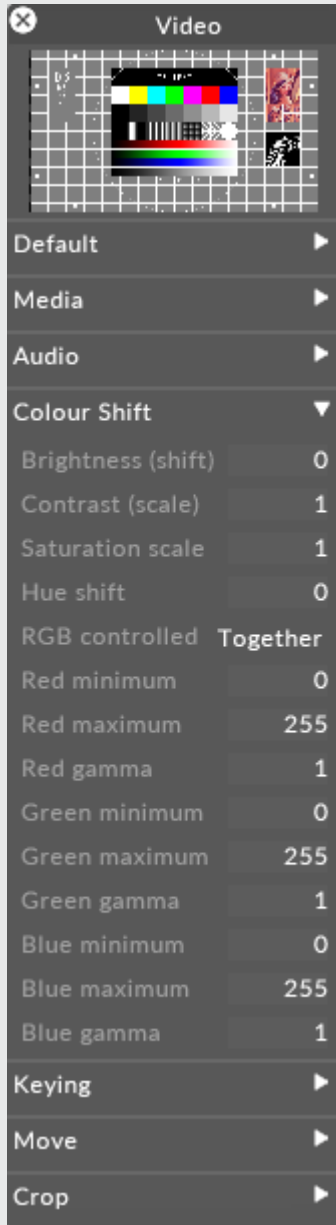 Video
Default
Media
Audio
Colour Shift
Brightness (shift) 0
Contrast (scale) 1
Saturation scale 1
Hue shift 0
RGB controlled Together
Red minimum 0
Red maximum 255
Red gamma 1
Green minimum 0
Green maximum 255
Green gamma 1
Blue minimum 0
Blue maximum 255
Blue gamma 1
Keying
Move
Crop